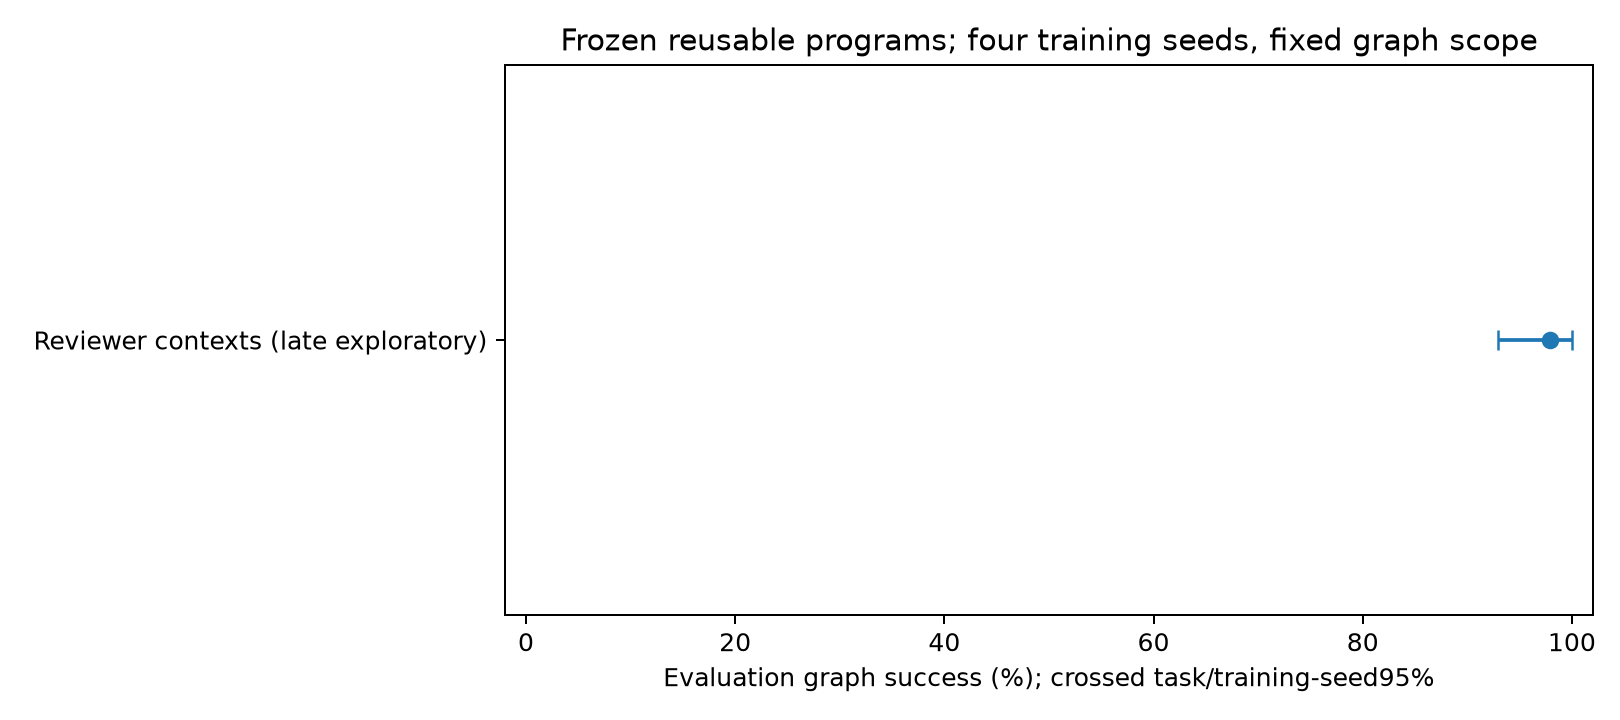 Frozen reusable programs; four training seeds, fixed graph scope
Reviewer contexts (late exploratory)
0 20 40 60 80 100
Evaluation graph success (%); crossed task/training-seed95%